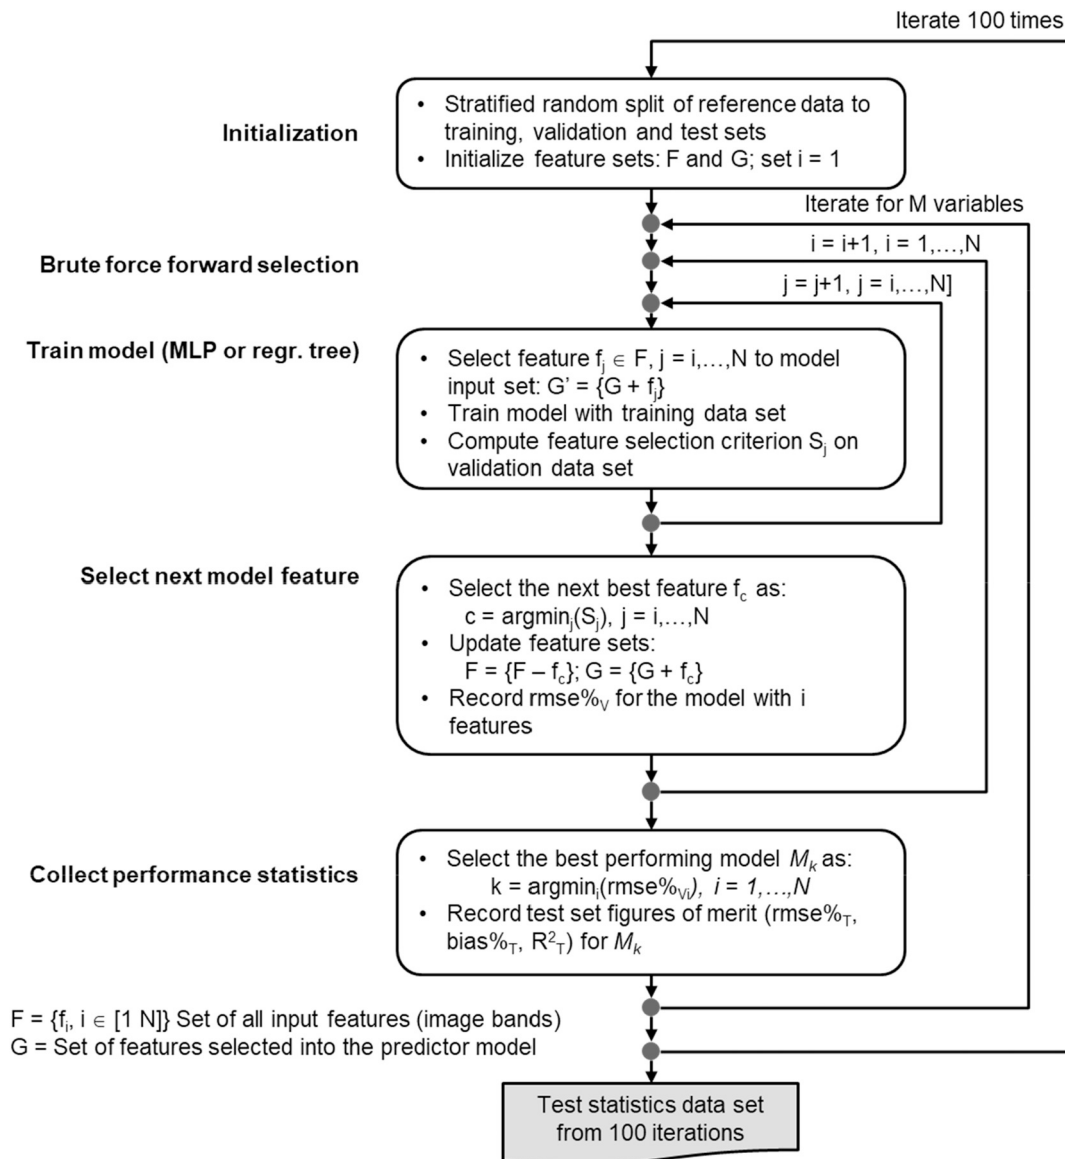 Iterate 100 times
Initialization
• Stratified random split of reference data to
training, validation and test sets
• Initialize feature sets: F and G; set i = 1
Iterate for M variables
i = i+1, i = 1,…,N
Brute force forward selection
j = j+1, j = i,…,N]
Train model (MLP or regr. tree)
• Select feature fj ∈ F, j = i,…,N to model
input set: G’ = {G + fj}
• Train model with training data set
• Compute feature selection criterion Sj on
validation data set
Select next model feature
• Select the next best feature fc as:
c = argminj(Sj), j = i,…,N
• Update feature sets:
F = {F – fc}; G = {G + fc}
• Record rmse%V for the model with i
features
Collect performance statistics
• Select the best performing model Mk as:
k = argmini(rmse%Vi), i = 1,…,N
• Record test set figures of merit (rmse%T,
bias%T, R²T) for Mk
F = {fi, i ∈ [1 N]} Set of all input features (image bands)
G = Set of features selected into the predictor model
Test statistics data set
from 100 iterations